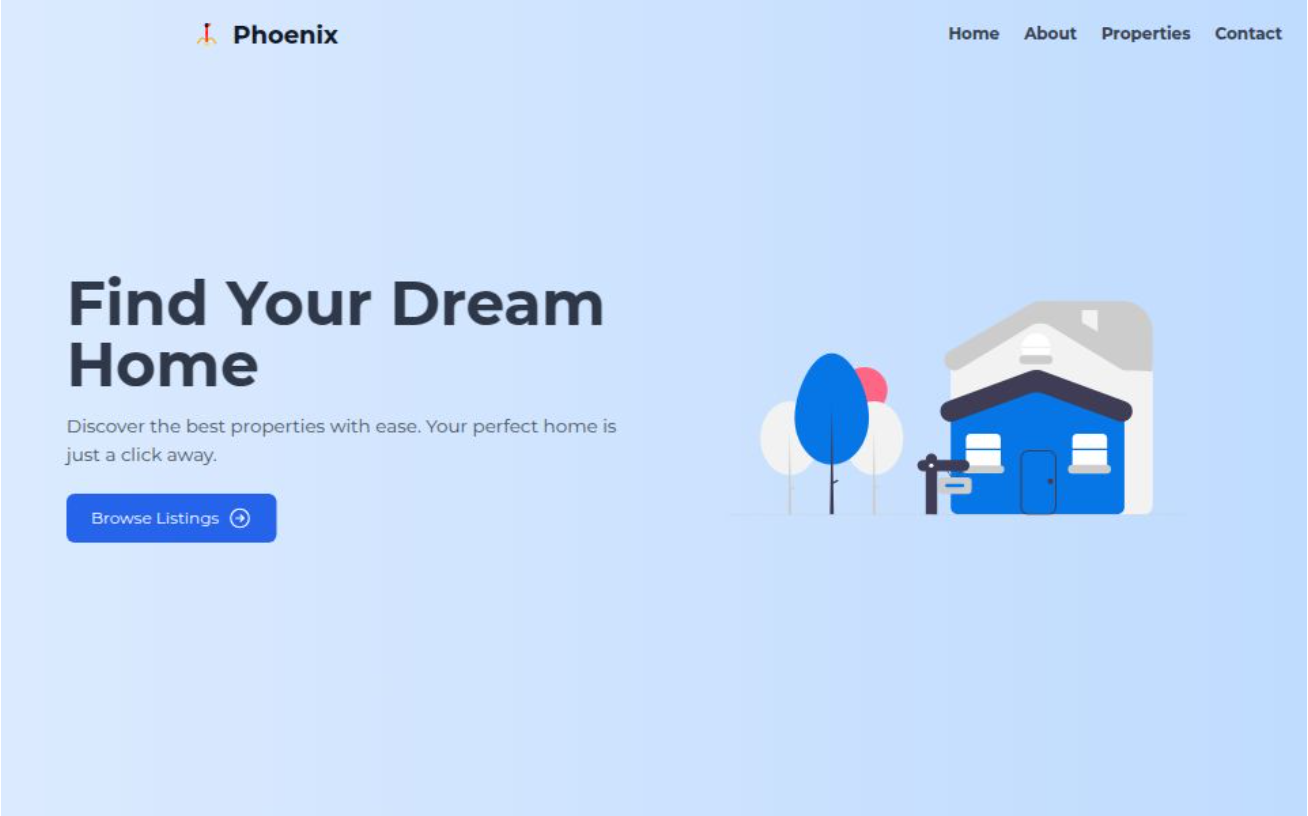 Phoenix
Home About Properties Contact
Find Your Dream
Home
Discover the best properties with ease. Your perfect home is
just a click away.
Browse Listings